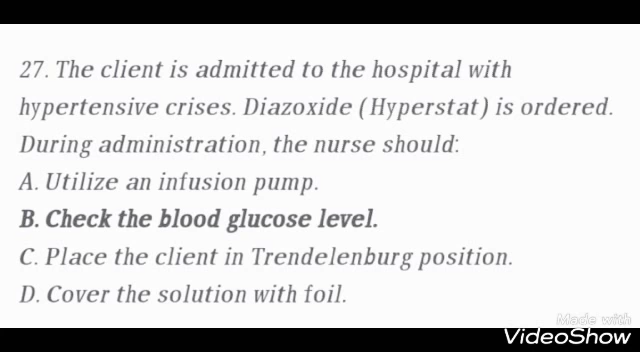 27. The client is admitted to the hospital with
hypertensive crises. Diazoxide (Hyperstat) is ordered.
During administration, the nurse should:
A. Utilize an infusion pump.
B. Check the blood glucose level.
C. Place the client in Trendelenburg position.
D. Cover the solution with foil.
Made with
VideoShow